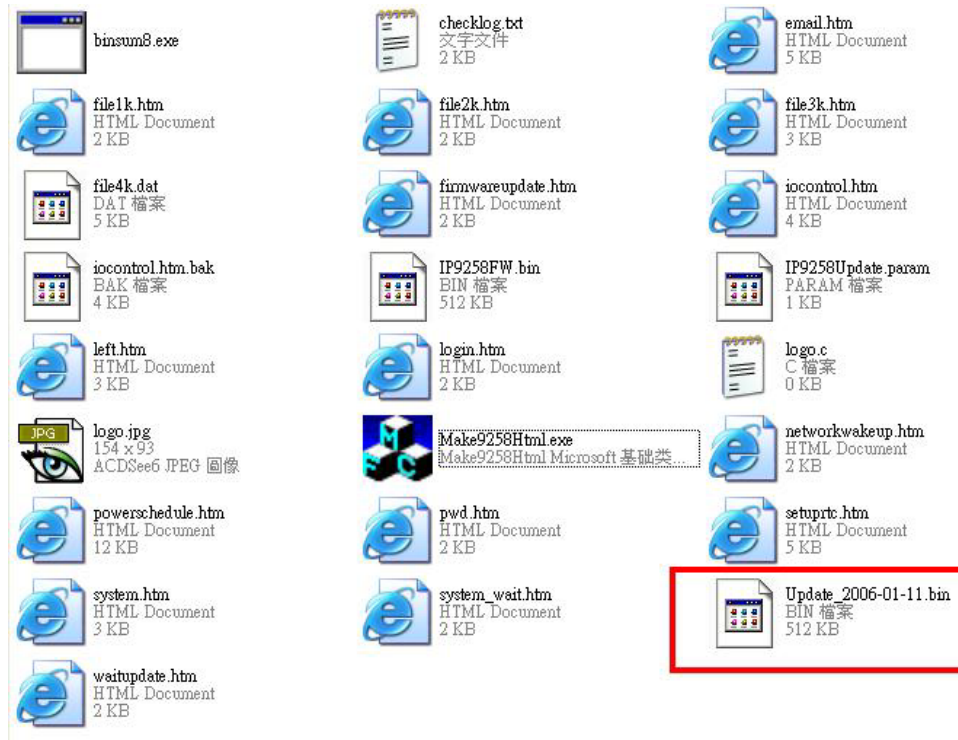 binsum8.exe
checklog.txt
文字文件
2 KB
email.htm
HTML Document
5 KB
file1k.htm
HTML Document
2 KB
file2k.htm
HTML Document
2 KB
file3k.htm
HTML Document
3 KB
file4k.dat
DAT 檔案
5 KB
firmwareupdate.htm
HTML Document
2 KB
iocontrol.htm
HTML Document
4 KB
iocontrol.htm.bak
BAK 檔案
4 KB
IP9258FW.bin
BIN 檔案
512 KB
IP9258Update.param
PARAM 檔案
1 KB
left.htm
HTML Document
3 KB
login.htm
HTML Document
2 KB
logo.c
C 檔案
0 KB
JPG
logo.jpg
154 x 93
ACDSee6 JPEG 圖像
M
F C
Make9258Html.exe
Make9258Html Microsoft 基础类...
networkwakeup.htm
HTML Document
2 KB
powerschedule.htm
HTML Document
12 KB
pwd.htm
HTML Document
2 KB
setuprtc.htm
HTML Document
5 KB
system.htm
HTML Document
3 KB
system_wait.htm
HTML Document
2 KB
Update_2006-01-11.bin
BIN 檔案
512 KB
waitupdate.htm
HTML Document
2 KB